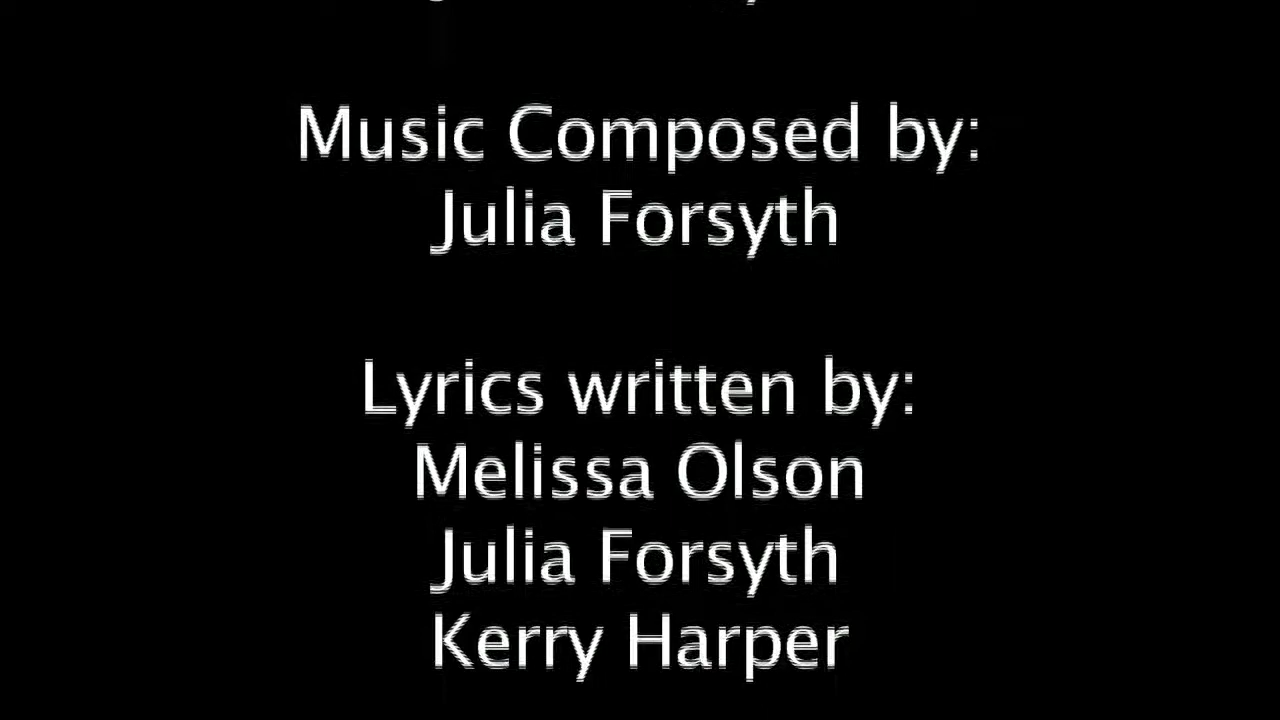 Music Composed by:
Julia Forsyth
Lyrics written by:
Melissa Olson
Julia Forsyth
Kerry Harper